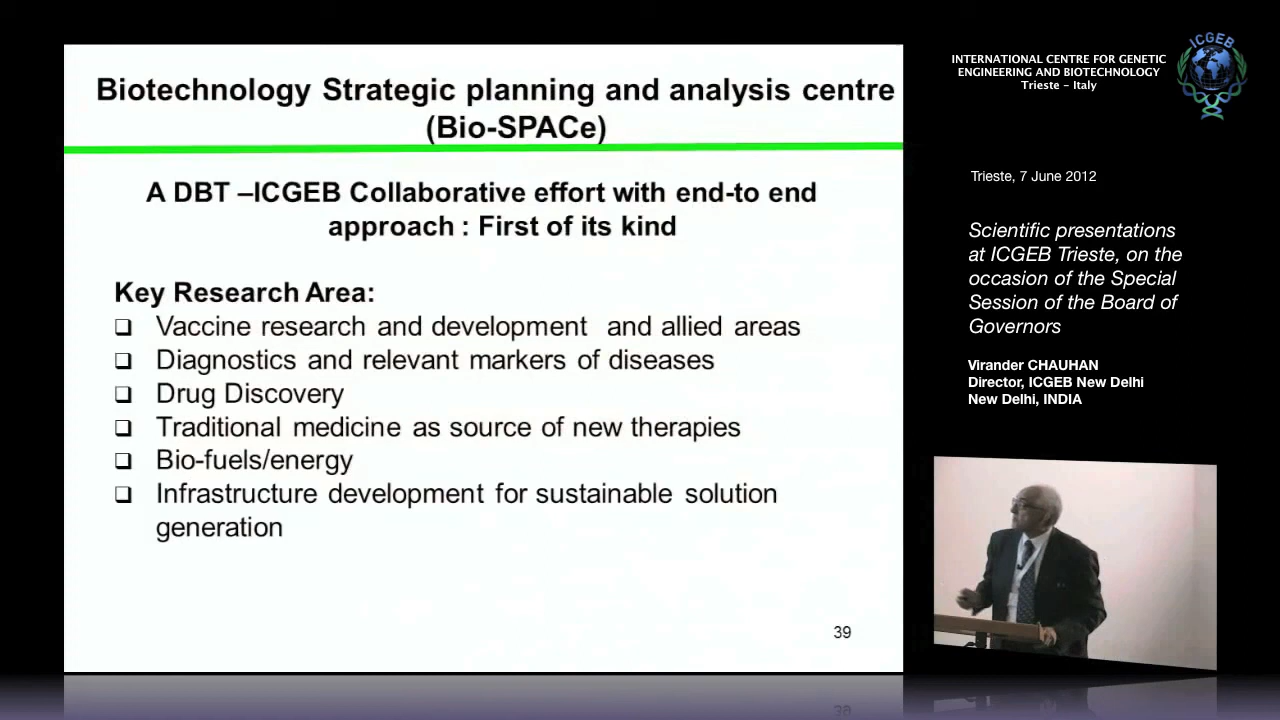 Biotechnology Strategic planning and analysis centre
(Bio-SPACe)
A DBT –ICGEB Collaborative effort with end-to end
approach : First of its kind
Key Research Area:
❑ Vaccine research and development and allied areas
❑ Diagnostics and relevant markers of diseases
❑ Drug Discovery
❑ Traditional medicine as source of new therapies
❑ Bio-fuels/energy
❑ Infrastructure development for sustainable solution
generation
39
INTERNATIONAL CENTRE FOR GENETIC
ENGINEERING AND BIOTECHNOLOGY
Trieste - Italy
ICGEB
Trieste, 7 June 2012
Scientific presentations
at ICGEB Trieste, on the
occasion of the Special
Session of the Board of
Governors
Virander CHAUHAN
Director, ICGEB New Delhi
New Delhi, INDIA